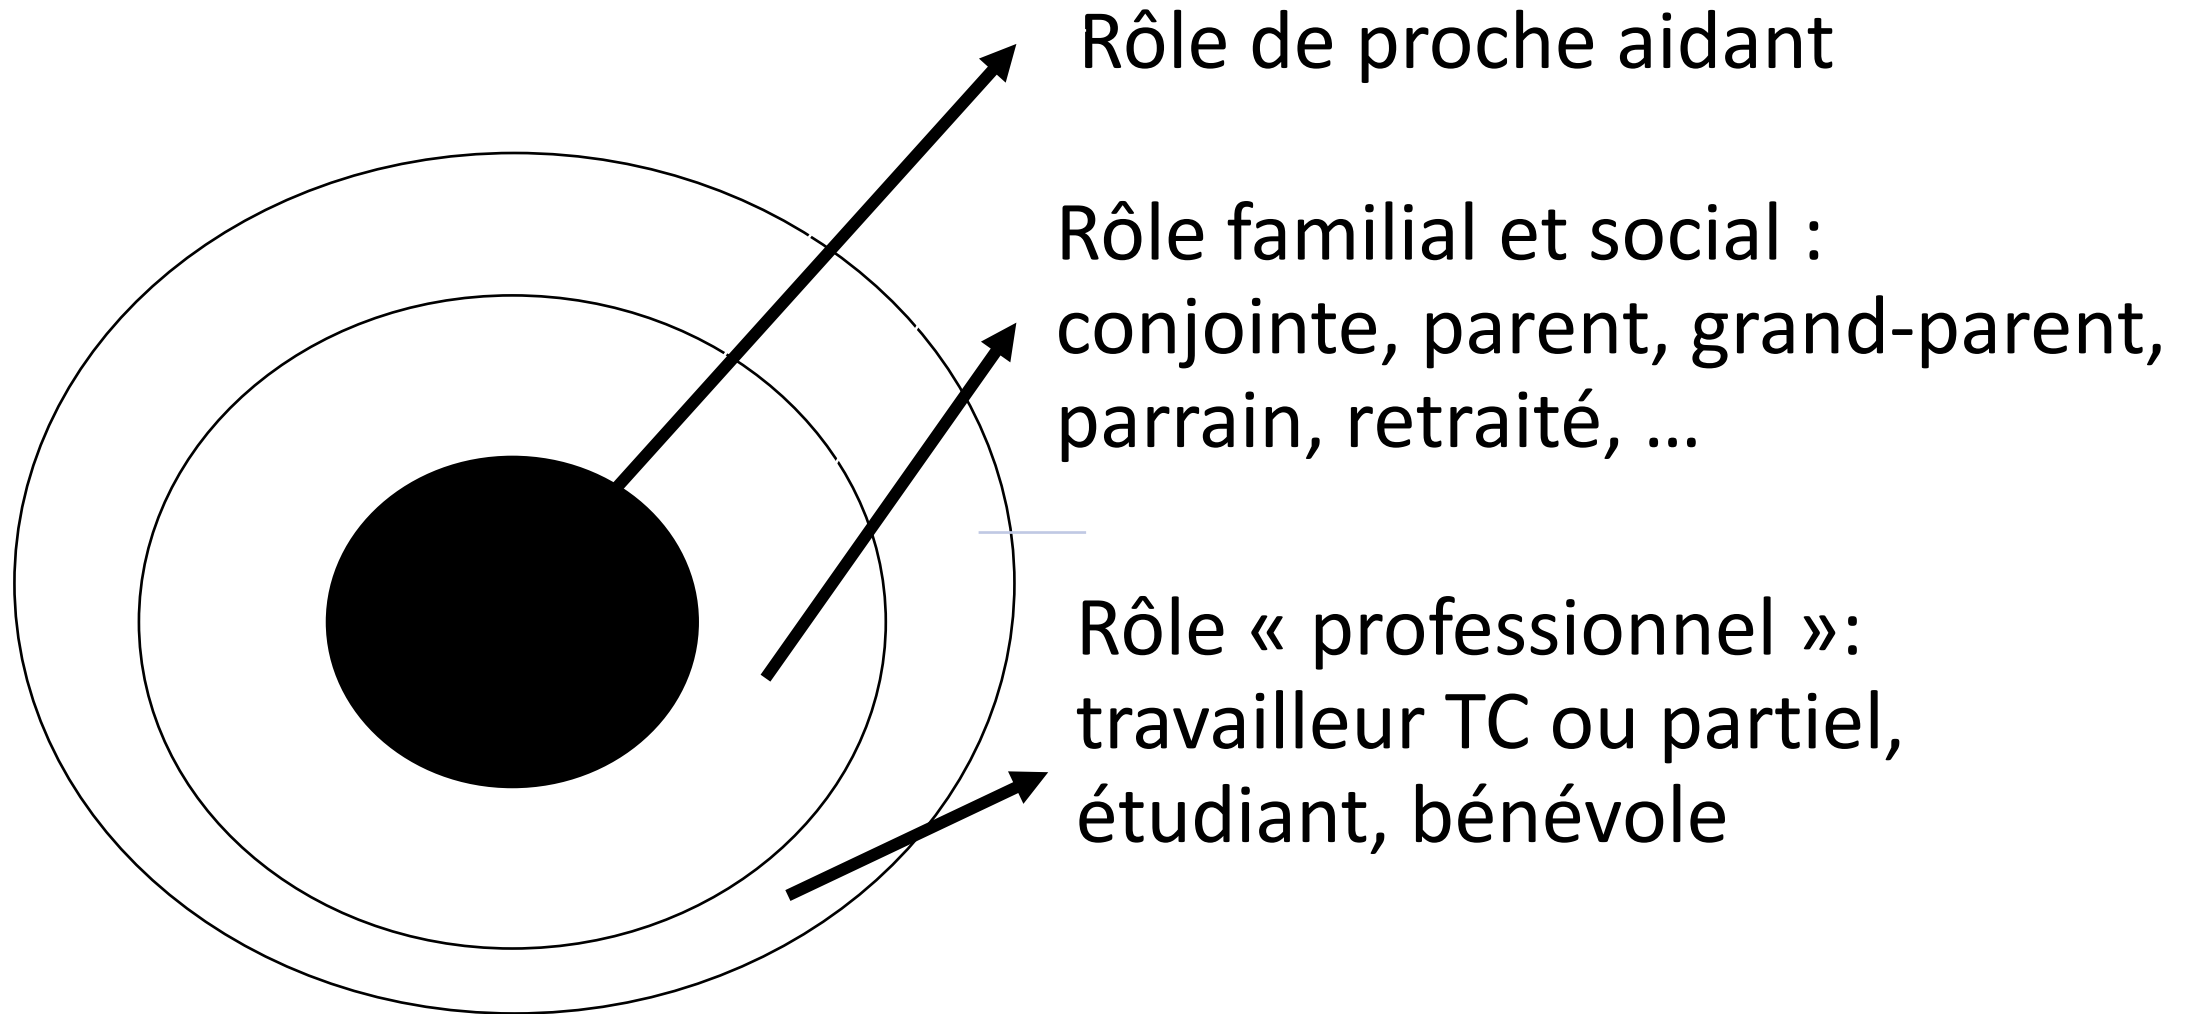 Rôle de proche aidant
Rôle familial et social :
conjointe, parent, grand-parent,
parrain, retraité, ...
Rôle « professionnel »:
travailleur TC ou partiel,
étudiant, bénévole